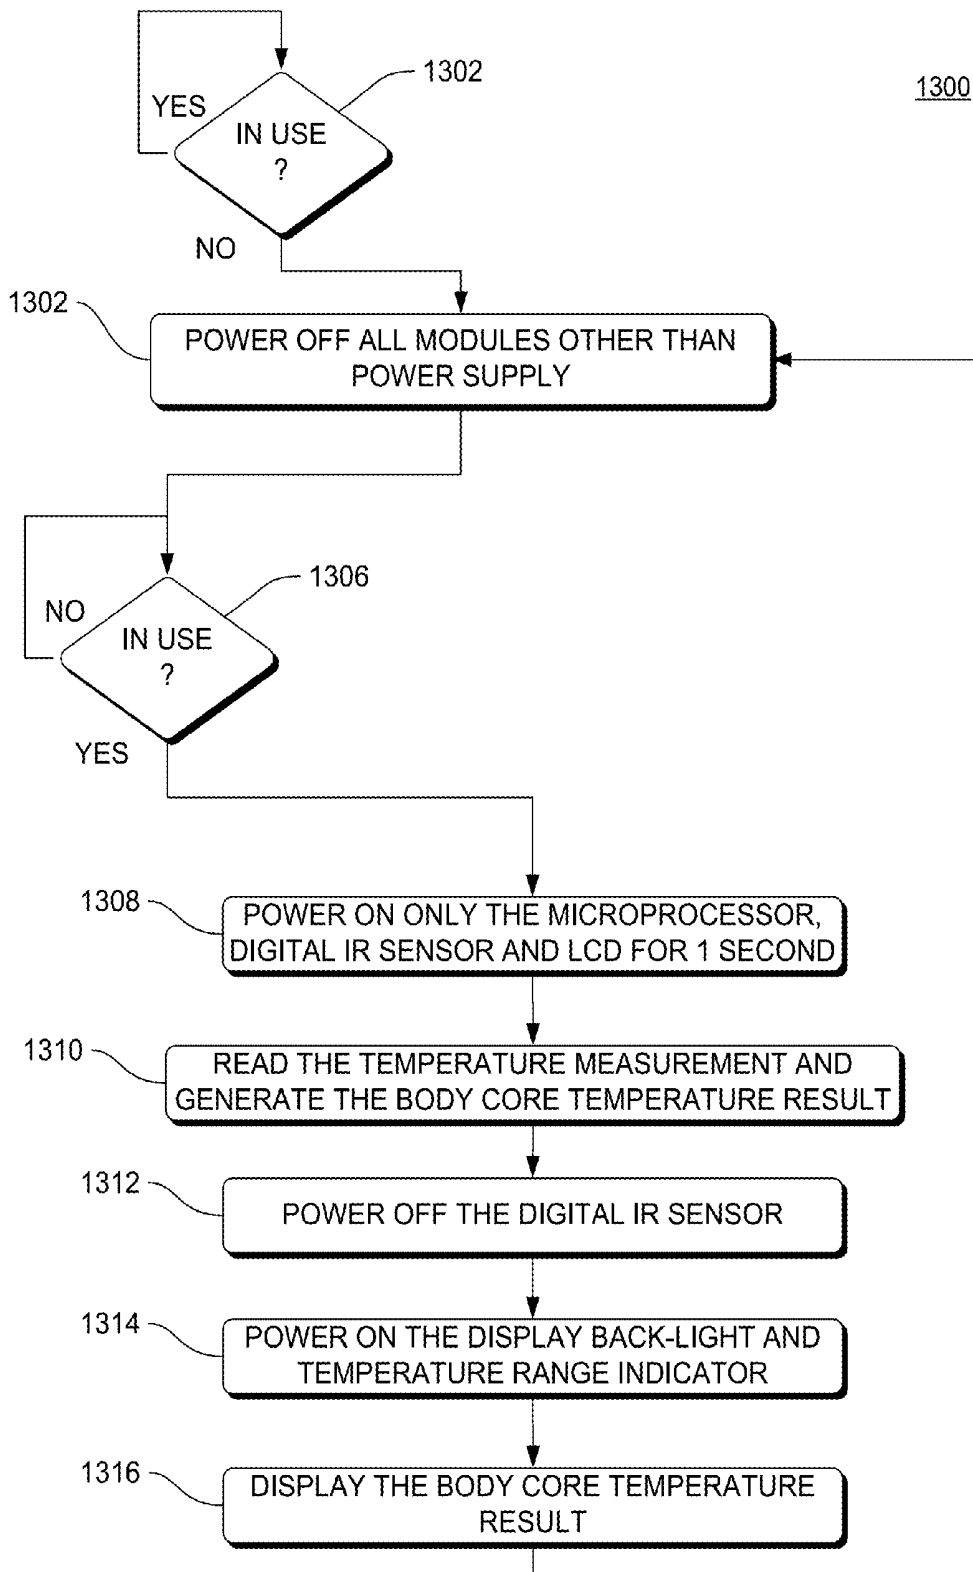 1302
1300
YES
IN USE
?
NO
1302
POWER OFF ALL MODULES OTHER THAN
POWER SUPPLY
1306
NO
IN USE
?
YES
1308
POWER ON ONLY THE MICROPROCESSOR,
DIGITAL IR SENSOR AND LCD FOR 1 SECOND
1310
READ THE TEMPERATURE MEASUREMENT AND
GENERATE THE BODY CORE TEMPERATURE RESULT
1312
POWER OFF THE DIGITAL IR SENSOR
1314
POWER ON THE DISPLAY BACK-LIGHT AND
TEMPERATURE RANGE INDICATOR
1316
DISPLAY THE BODY CORE TEMPERATURE
RESULT